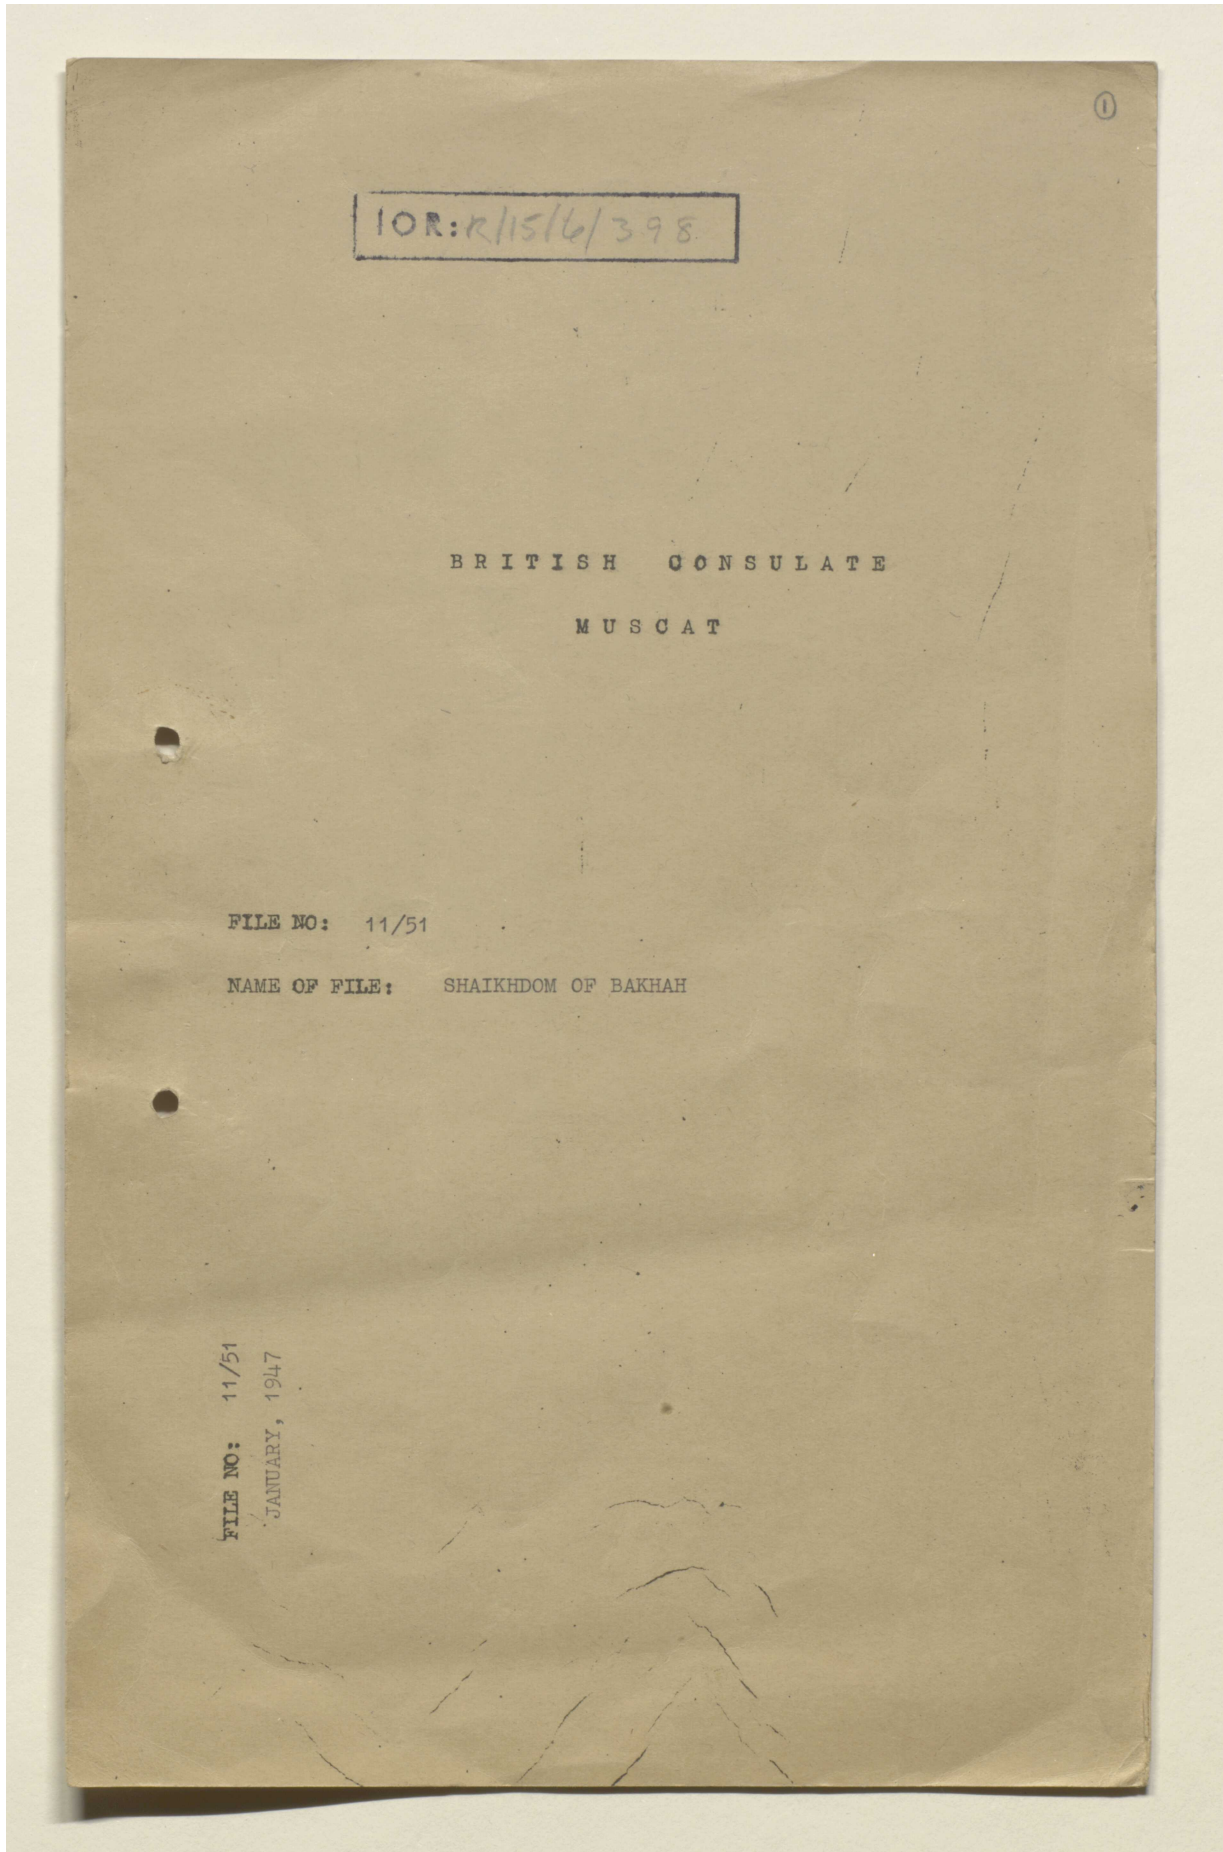 1
IOR: R/15/6/398
BRITISH CONSULATE
MUSCAT
FILE NO: 11/51
NAME OF FILE: SHAIKHDOM OF BAKHAH
FILE NO: 11/51
JANUARY, 1947